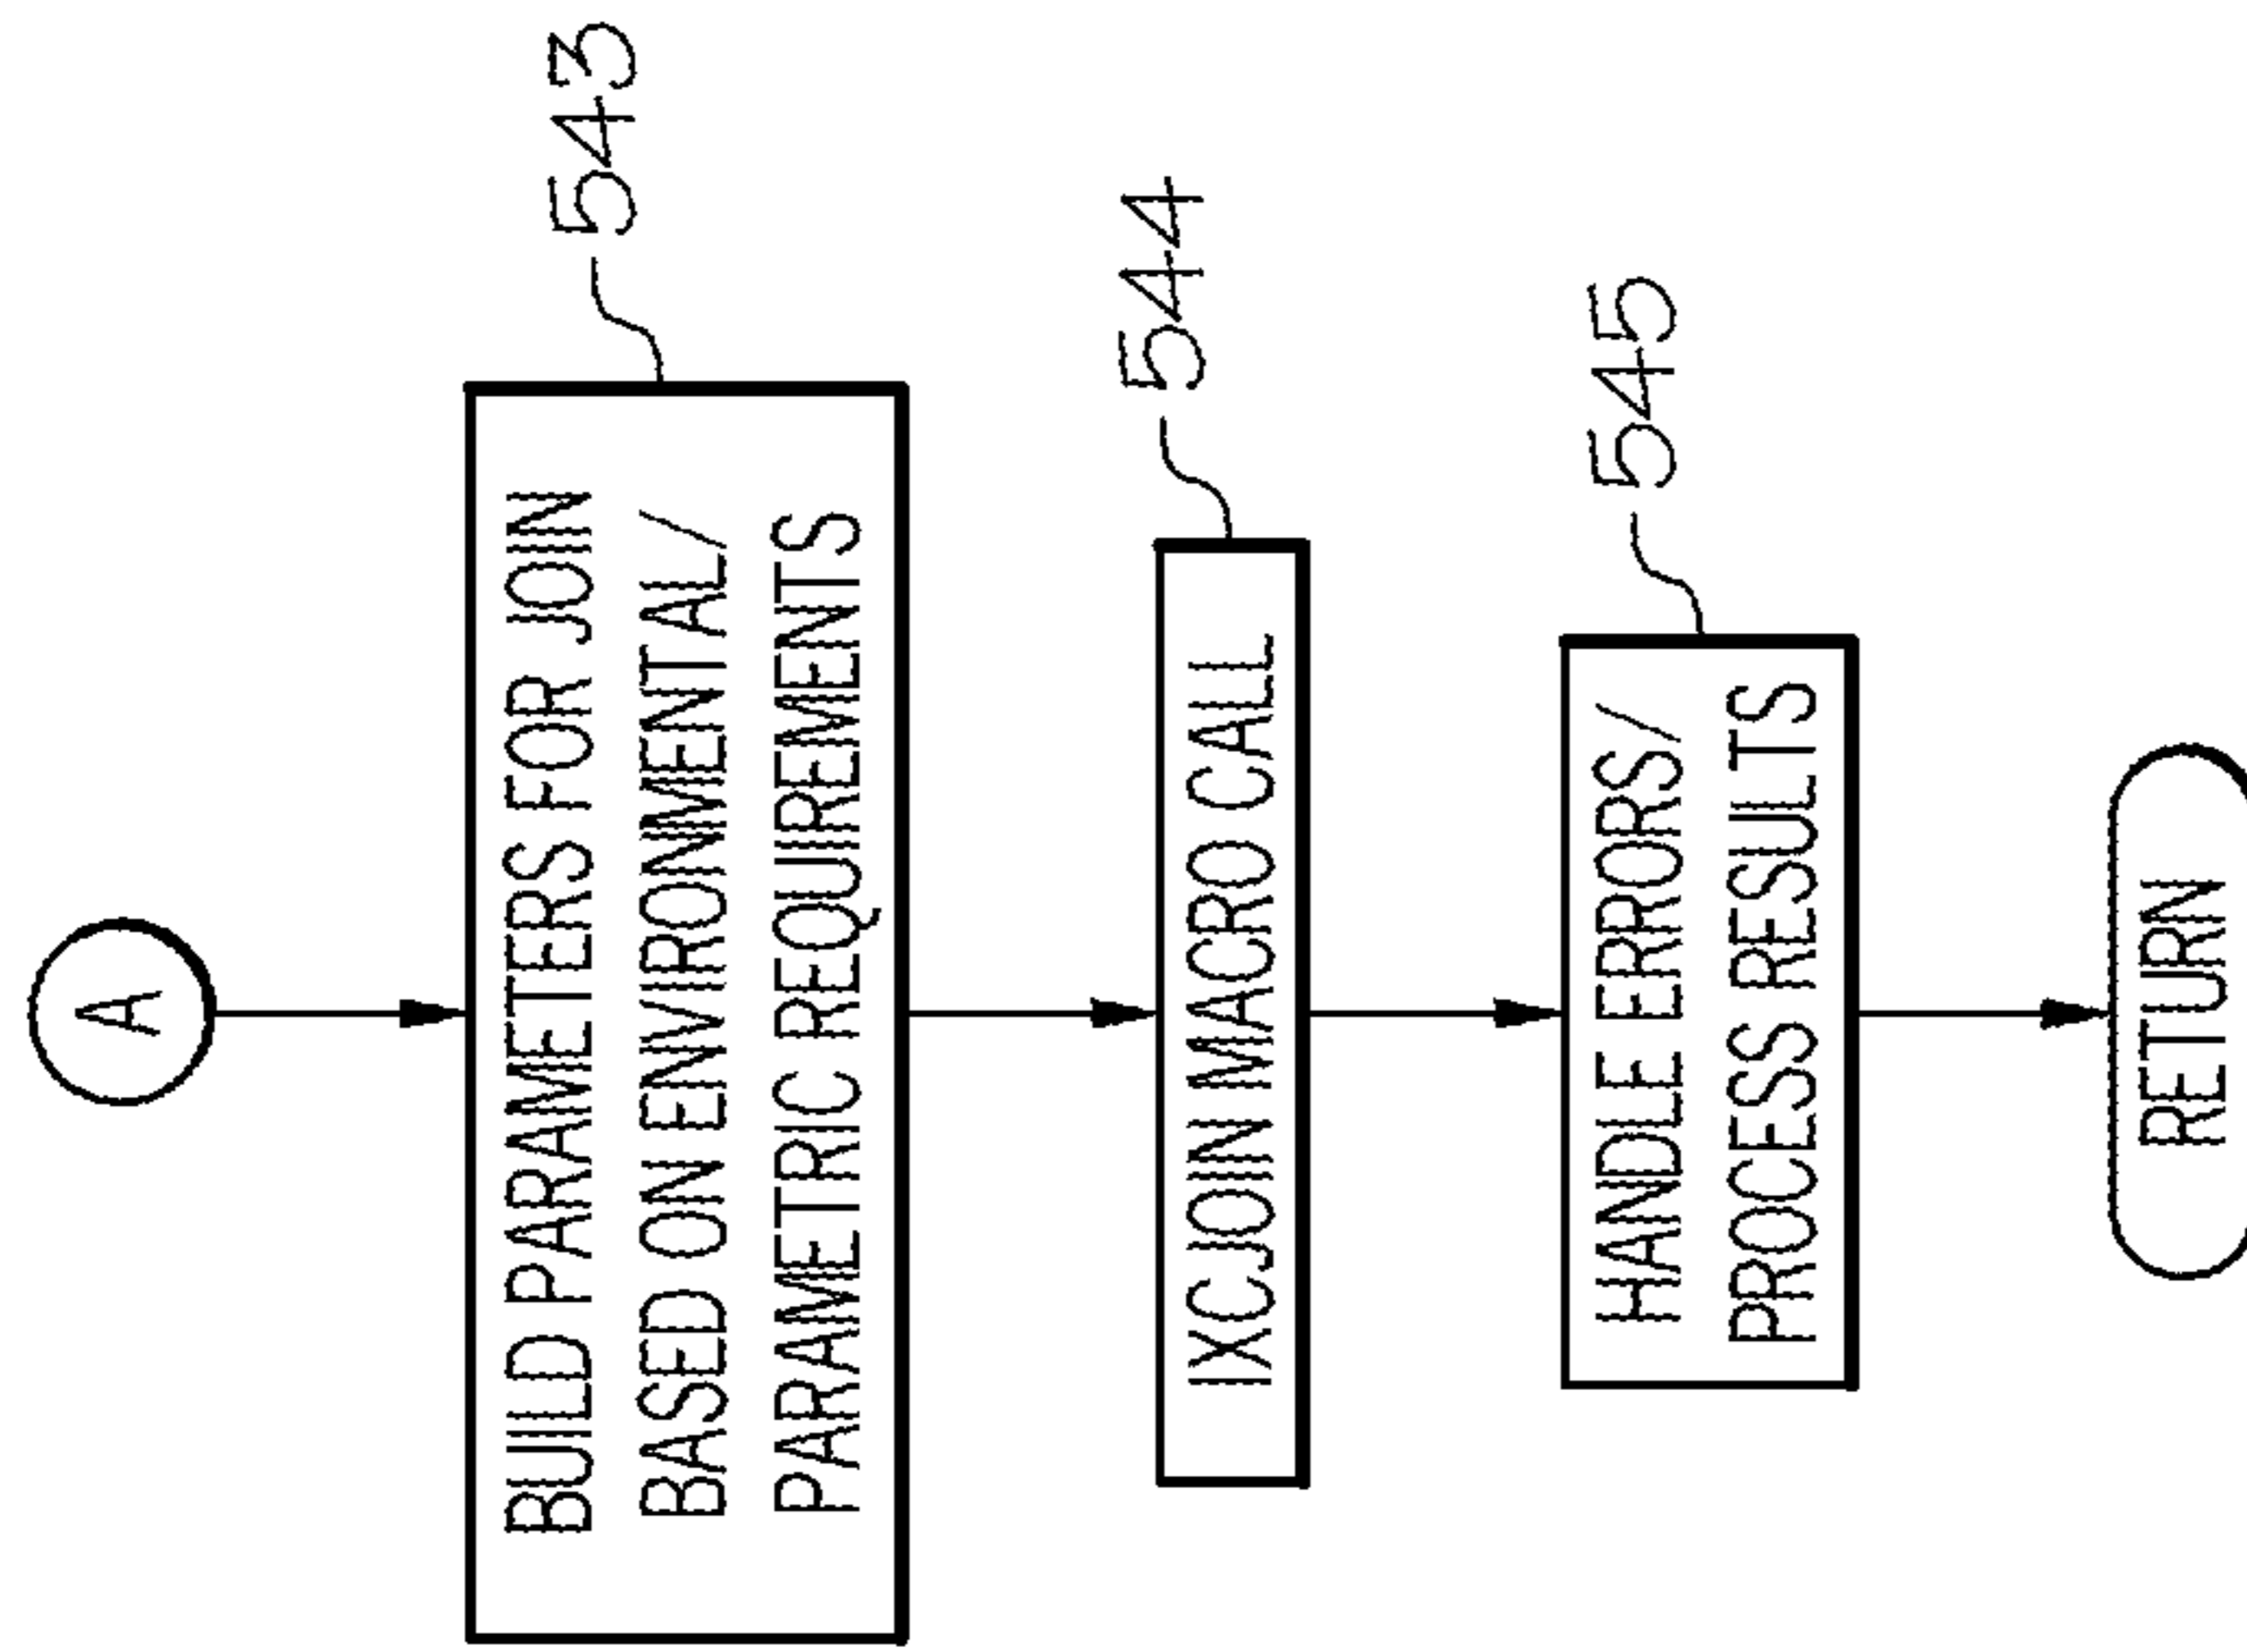 A
543
BUILD PARAMETERS FOR JOIN
BASED ON ENVIRONMENTAL/
PARAMETRIC REQUIREMENTS
544
IXCJOIN MACRO CALL
545
HANDLE ERRORS/
PROCESS RESULTS
RETURN